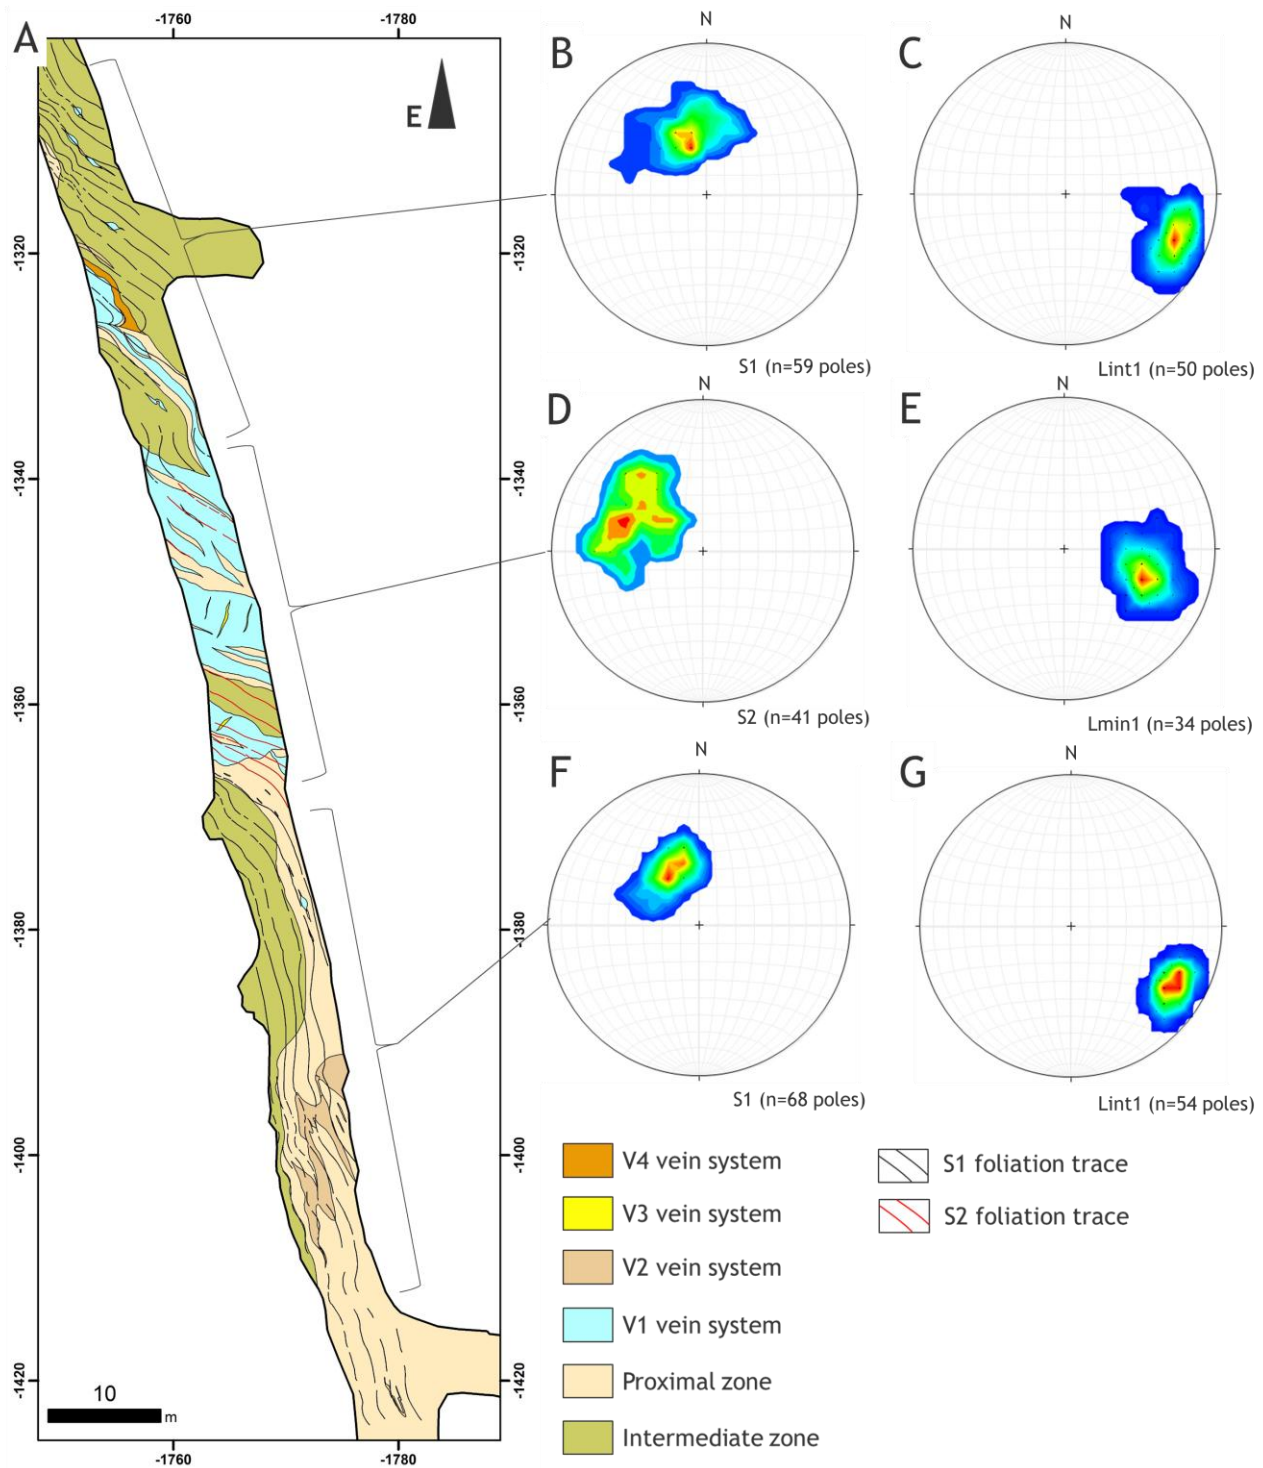 -1760
-1780
A
E
-1320
-1320
-1340
-1340
-1360
-1360
-1380
-1380
-1400
-1400
-1420
-1420
10
m
-1760
-1780
B
N
S1 (n=59 poles)
C
N
Lint1 (n=50 poles)
D
N
S2 (n=41 poles)
E
Lmin1 (n=34 poles)
F
N
S1 (n=68 poles)
G
N
Lint1 (n=54 poles)
V4 vein system
V3 vein system
V2 vein system
V1 vein system
Proximal zone
Intermediate zone
S1 foliation trace
S2 foliation trace